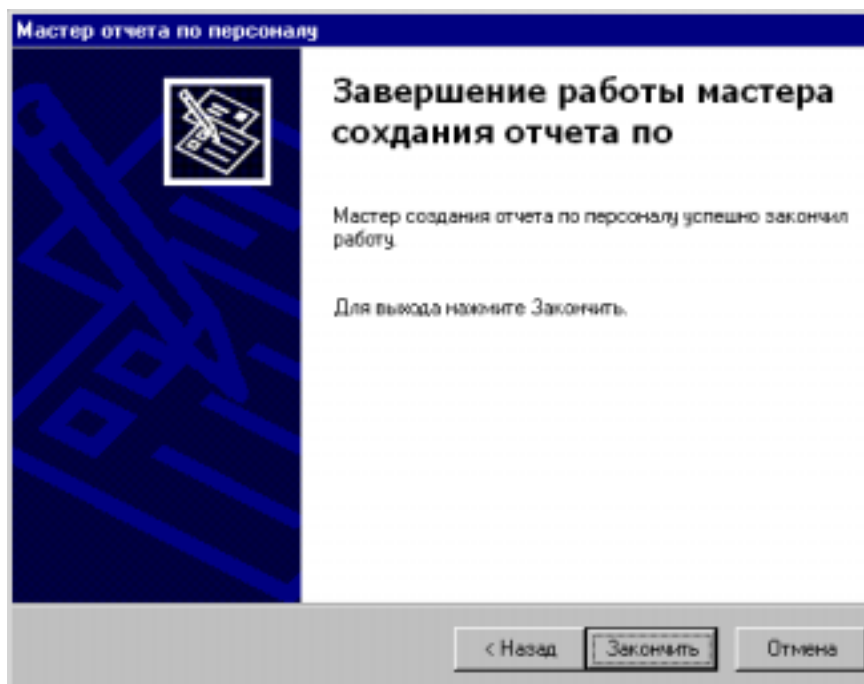 Мастер отчета по персоналу
Завершение работы мастера
сохдания отчета по
Мастер создания отчета по персоналу успешно закончил
работу.
Для выхода нажмите Закончить.
< Назад Закончить Отмена